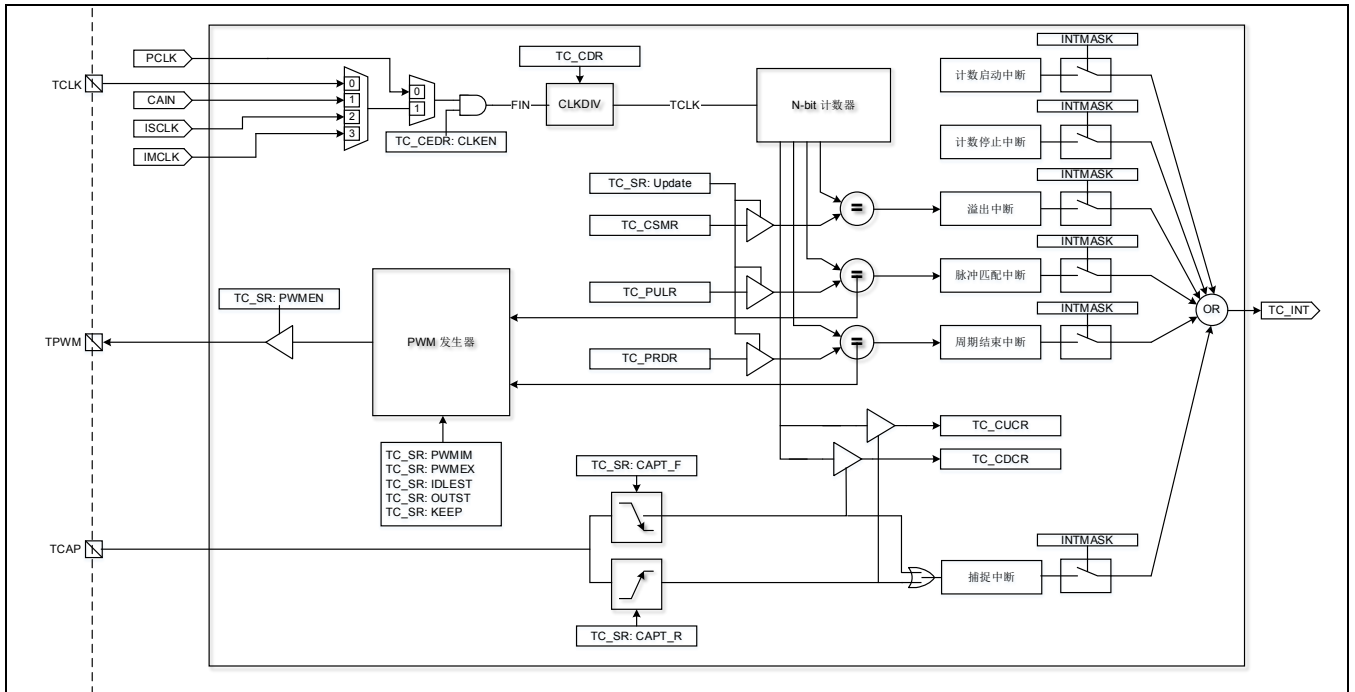 INTMASK
PCLK
TC_CDR
计数启动中断
TCLK
0
0
1
CAIN
1
FIN
CLKDIV
TCLK
N-bit 计数器
INTMASK
ISCLK
2
IMCLK
3
TC_CEDR: CLKEN
计数停止中断
INTMASK
TC_SR: Update
TC_CSMR
=
溢出中断
INTMASK
TC_PULR
=
脉冲匹配中断
TC_SR: PWMEN
INTMASK
OR
TC_INT
TPWM
PWM 发生器
TC_PRDR
=
周期结束中断
TC_CUCR
TC_SR: PWMIM
TC_SR: PWMEX
TC_SR: IDLEST
TC_SR: OUTST
TC_SR: KEEP
TC_SR: CAPT_F
TC_CDCR
TCAP
INTMASK
捕捉中断
TC_SR: CAPT_R